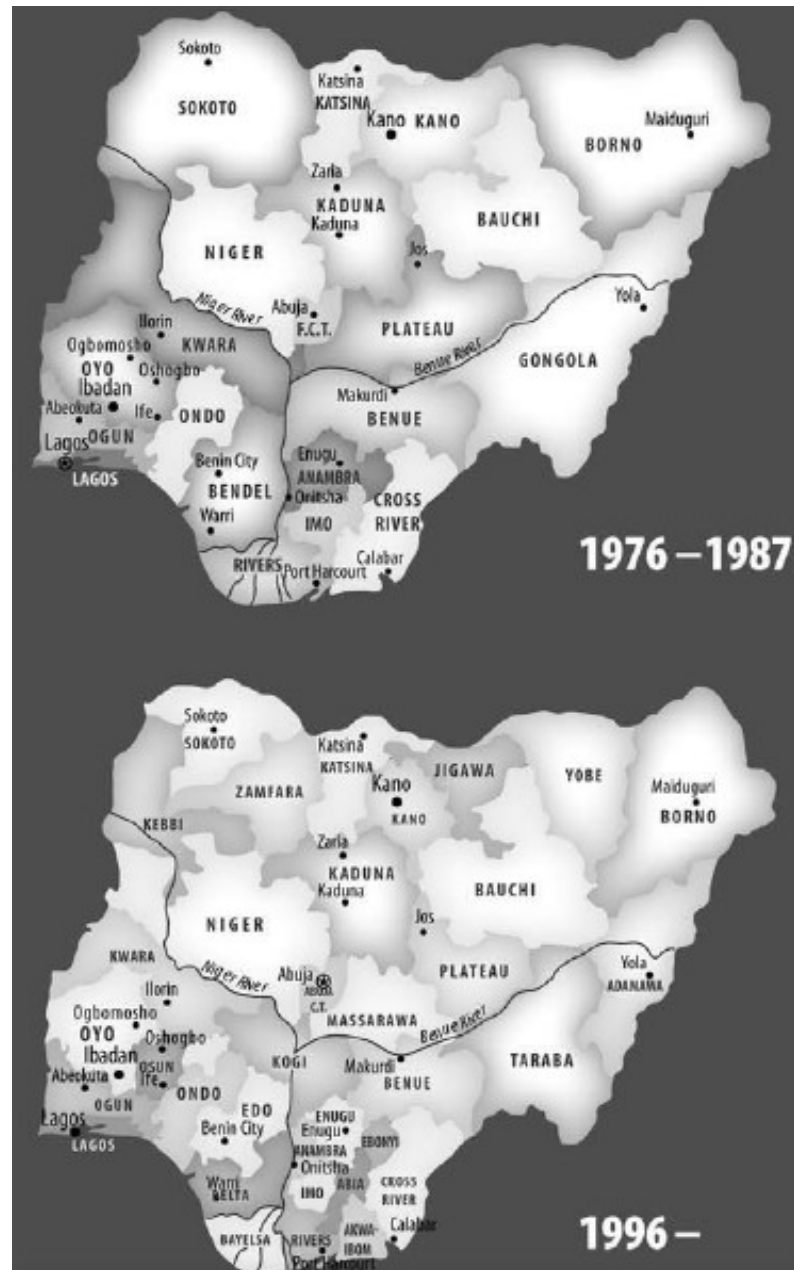 Sokoto
SOKOTO
Katsina
KATSINA
Kano
KANO
Maiduguri
BORNO
Zaria
KADUNA
Kaduna
BAUCHI
NIGER
Jos
Niger River
Abuja
F.C.T.
PLATEAU
Yola
Ilorin
KWARA
Ogbomosho
OYO
Oshogbo
Ibadan
Benue River
GONGOLA
Makurdi
BENUE
Abeokuta
Ife
ONDO
OGUN
Lagos
LAGOS
Benin City
BENDEL
Enugu
ANAMBRA
Onitsha
CROSS
RIVER
IMO
Warri
RIVERS
Port Harcourt
Calabar
1976 – 1987
Sokoto
SOKOTO
Katsina
KATSINA
Kano
KANO
JIGAWA
YOBE
Maiduguri
BORNO
ZAMFARA
KEBBI
Zaria
KADUNA
Kaduna
BAUCHI
NIGER
Jos
KWARA
Niger River
Abuja
C.T.
PLATEAU
Yola
ADANAWA
Ilorin
MASSARAWA
Benue River
Ogbomosho
OYO
Oshogbo
Ibadan
OSUN
Ife
KOGI
Makurdi
BENUE
TARABA
Abeokuta
OGUN
ONDO
EDO
Lagos
LAGOS
Benin City
ENUGU
Enugu
EBONYI
ANAMBRA
Onitsha
IMO
ABIA
CROSS
RIVER
Warri
DELTA
BAYELSA
RIVERS
Port Harcourt
AKWA-
IBOM
Calabar
1996 –